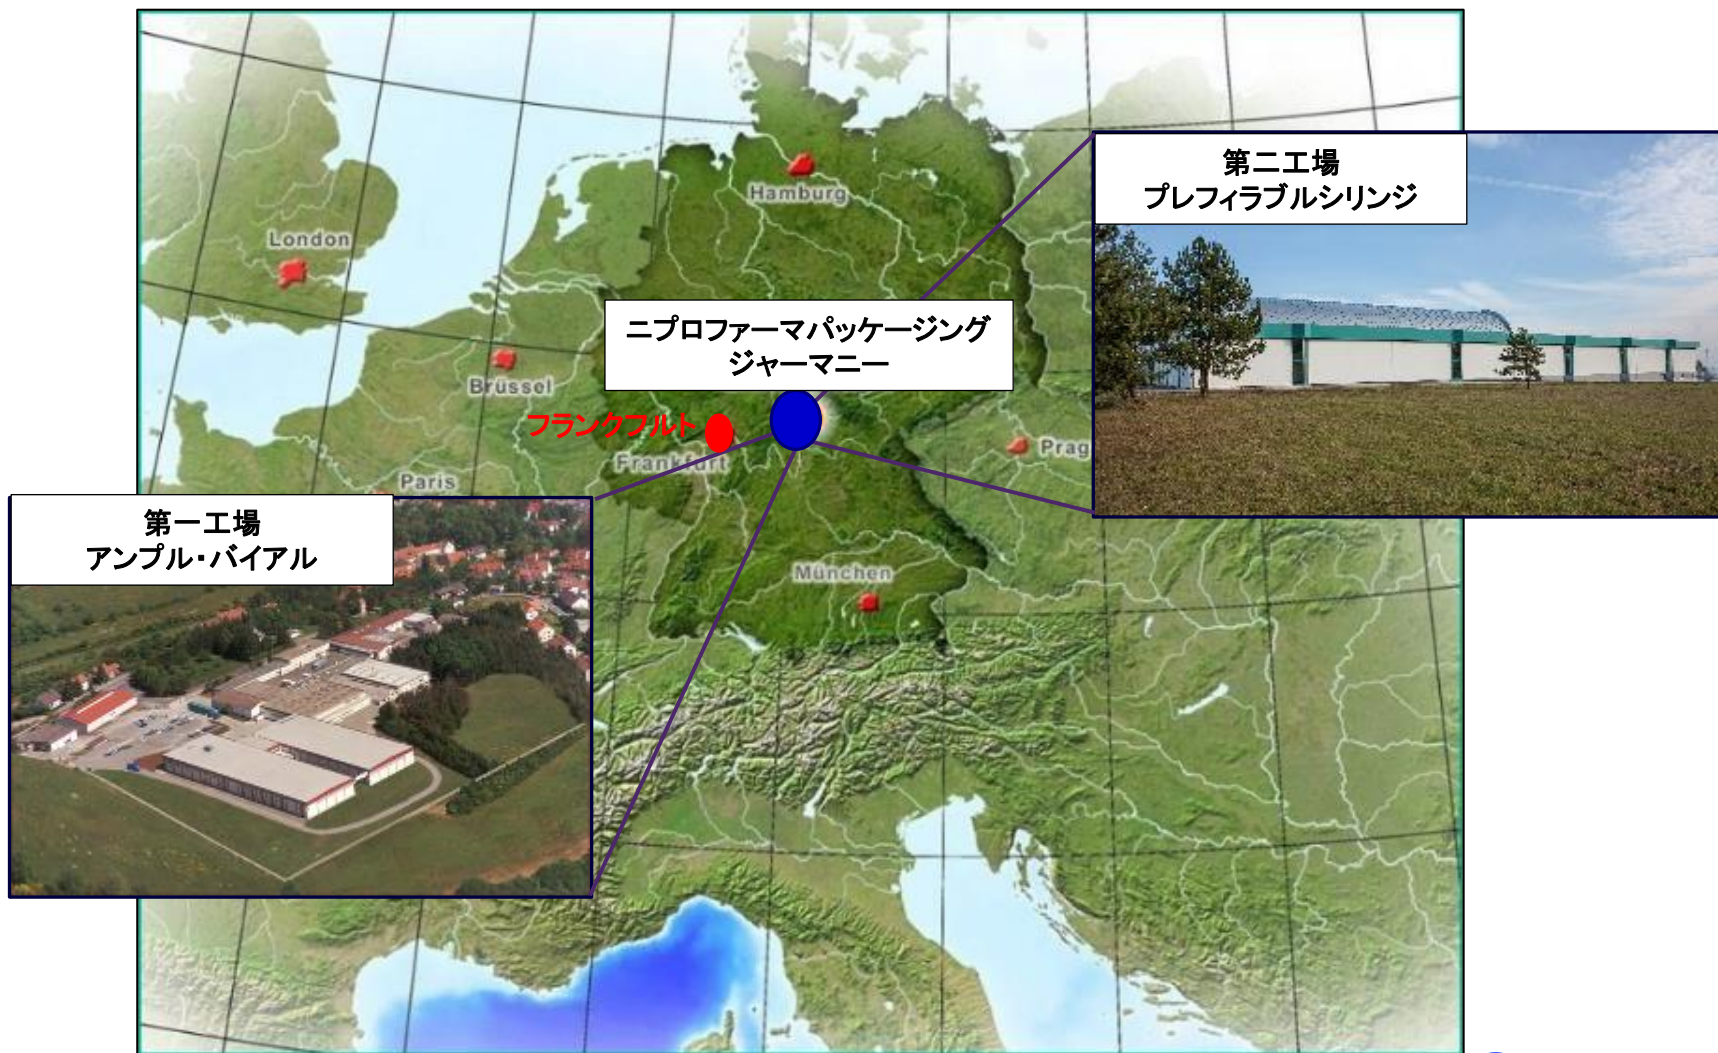 Hamburg
第二工場
プレフィラブルシリンジ
London
ニプロファーマパッケージング
ジャーマニー
Brüssel
フランクフルト
Frankfurt
Prag
Paris
第一工場
アンプル・バイアル
München